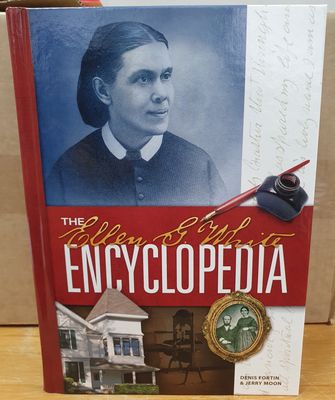 THE
Ellen G. White
ENCYCLOPEDIA
DENIS FORTIN
& JERRY MOON